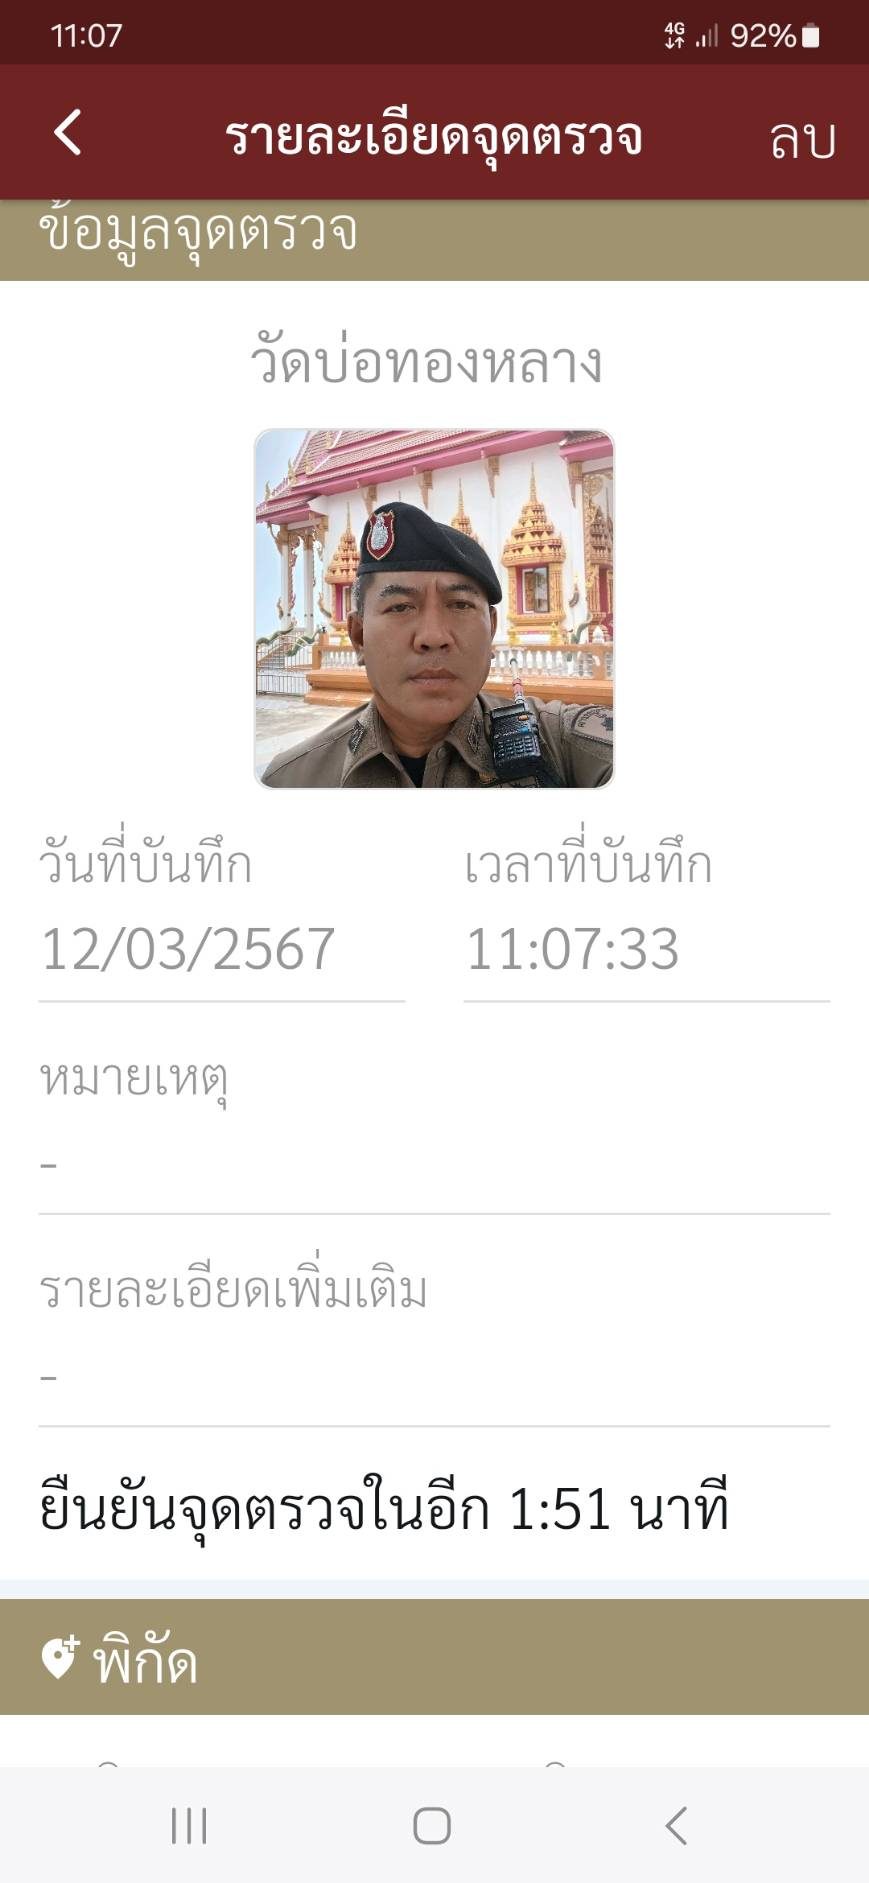 11:07 4G 92%
รายละเอียดจุดตรวจ ลบ
ข้อมูลจุดตรวจ
วัดบ่อทองหลาง
วันที่บันทึก เวลาที่บันทึก
12/03/2567 11:07:33
หมายเหตุ
-
รายละเอียดเพิ่มเติม
-
ยืนยันจุดตรวจในอีก 1:51 นาที
พิกัด